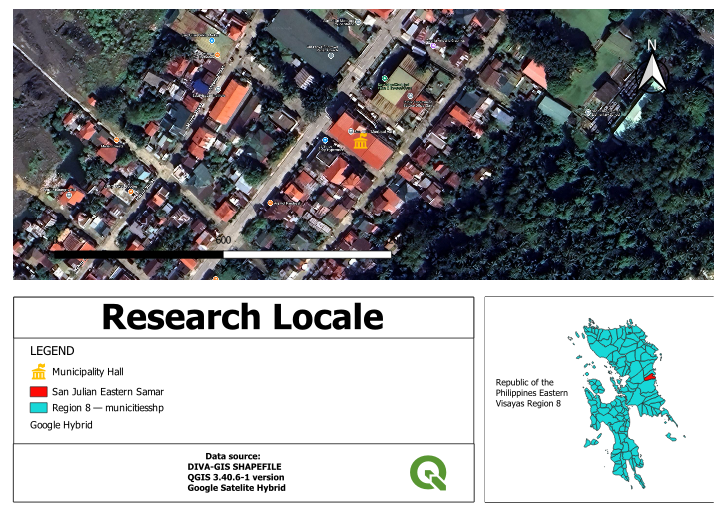 N
600
Research Locale
LEGEND
Municipality Hall
San Julian Eastern Samar
Region 8 — municitiesshp
Google Hybrid
Republic of the
Philippines Eastern
Visayas Region 8
Data source:
DIVA-GIS SHAPEFILE
QGIS 3.40.6-1 version
Google Satelite Hybrid